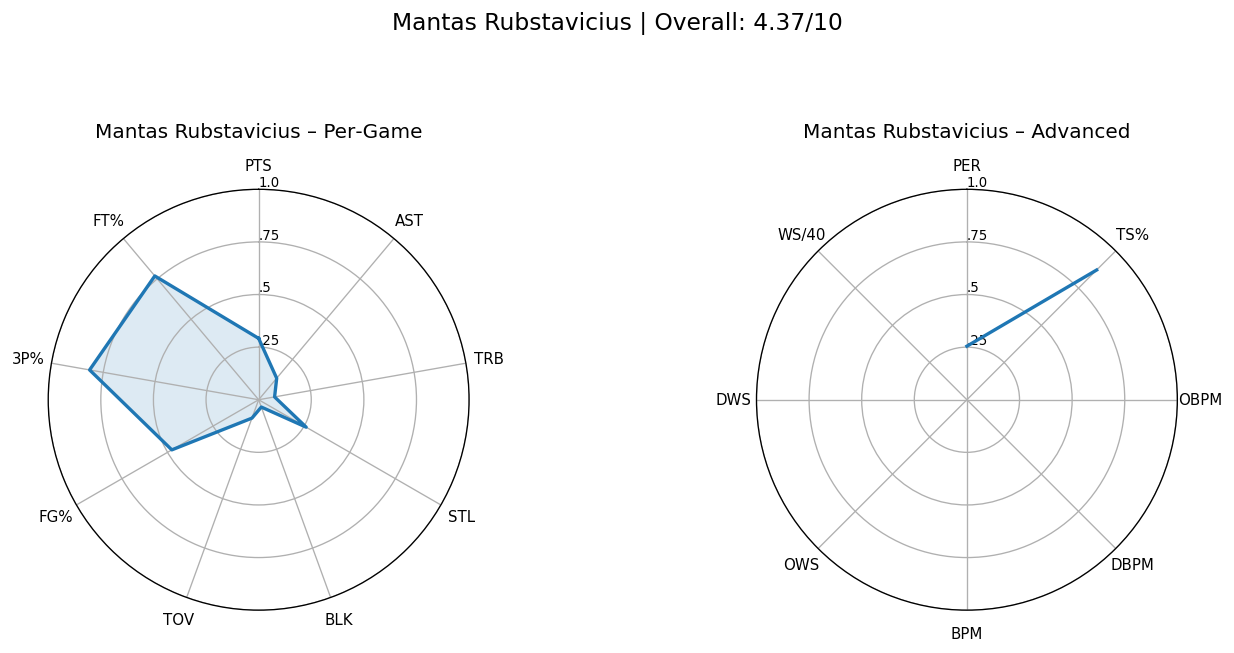 Mantas Rubstavicius | Overall: 4.37/10
Mantas Rubstavicius – Per-Game
PTS
1.0
FT%
AST
.75
.5
.25
3P%
TRB
FG%
STL
TOV
BLK
Mantas Rubstavicius – Advanced
PER
1.0
WS/40
TS%
.75
.5
.25
DWS
OBPM
OWS
DBPM
BPM